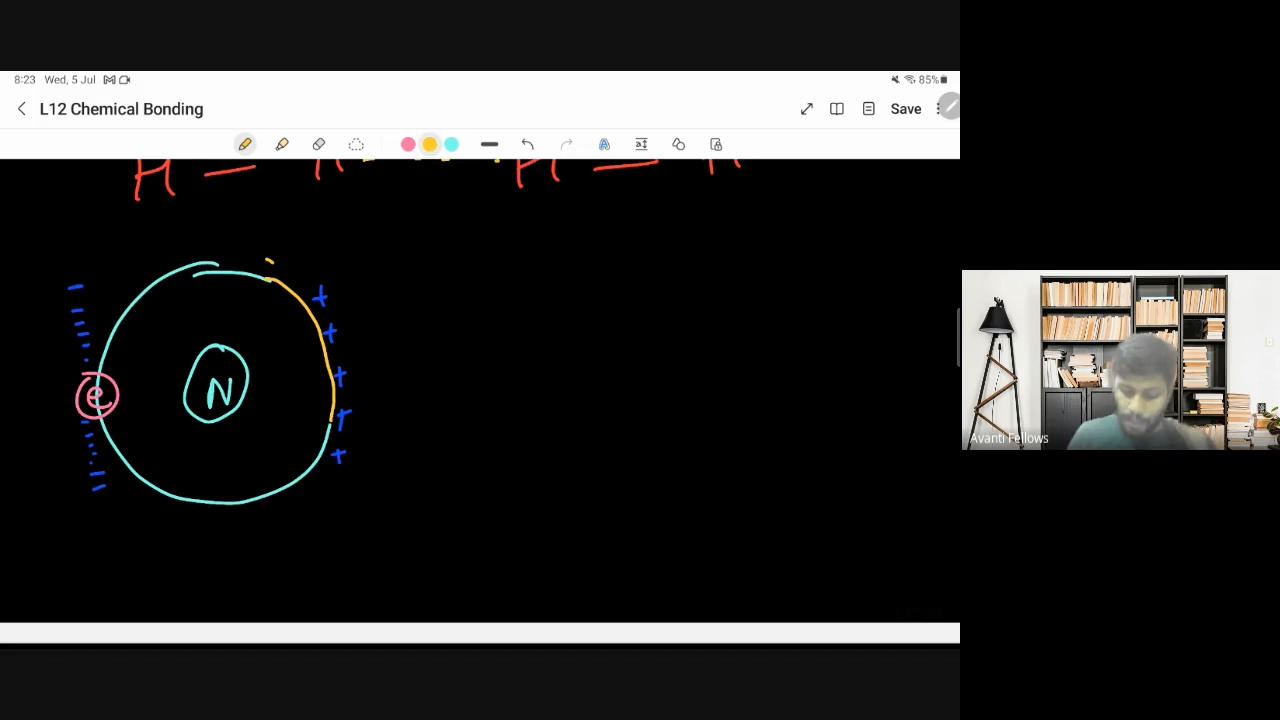 8:23 Wed, 5 Jul 85%
L12 Chemical Bonding
Save
H — H H — H
+
+
e N +
+
+
Avanti Fellows